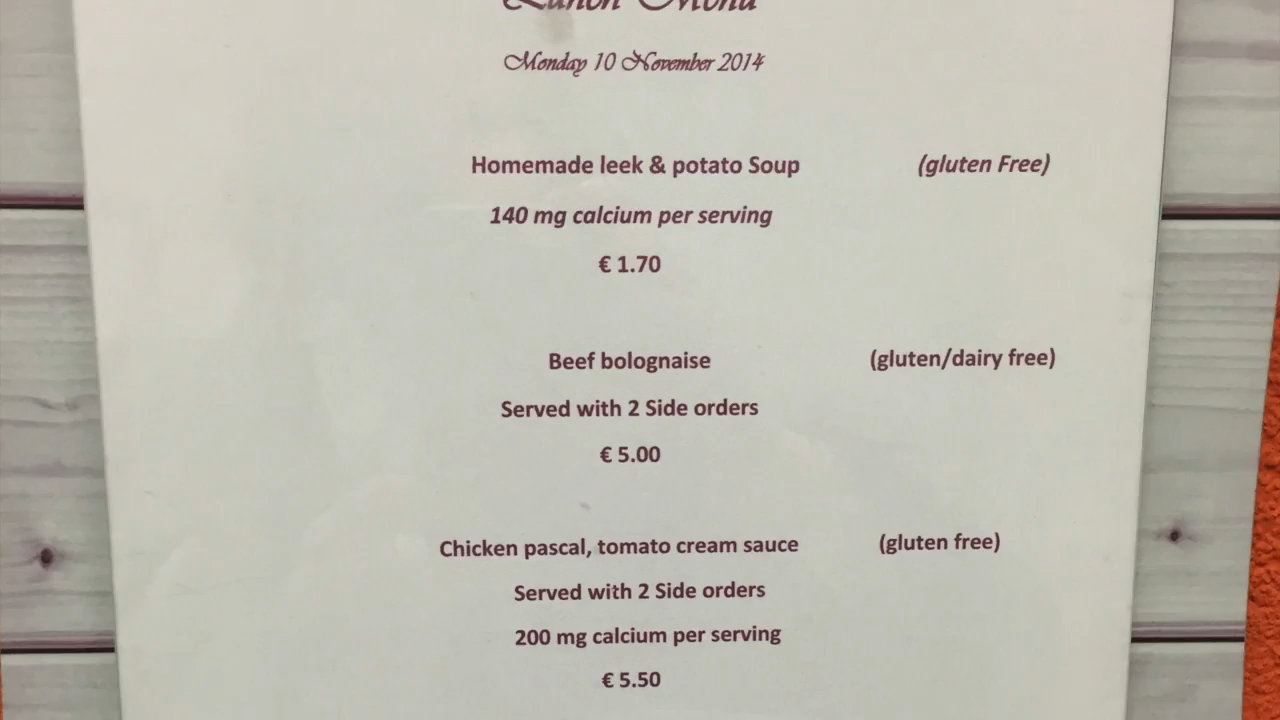 Lunch Menu
Monday 10 November 2014
Homemade leek & potato Soup (gluten Free)
140 mg calcium per serving
€ 1.70
Beef bolognaise (gluten/dairy free)
Served with 2 Side orders
€ 5.00
Chicken pascal, tomato cream sauce (gluten free)
Served with 2 Side orders
200 mg calcium per serving
€ 5.50